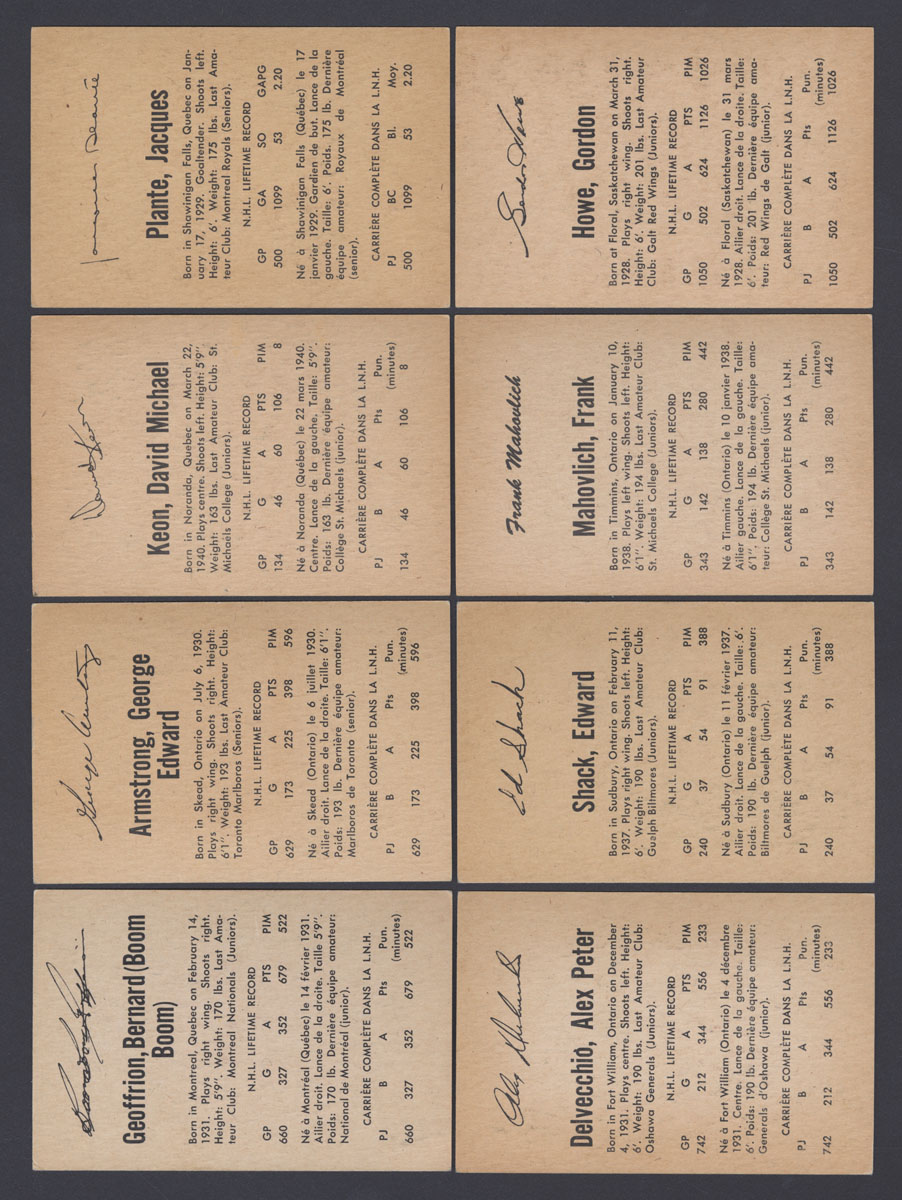 Geoffrion, Bernard (Boom
Boom)
Born in Montreal, Quebec on February 14,
1931. Plays right wing. Shoots right.
Height: 5'9" Weight: 170 lbs. Last Ama-
teur Club: Montreal Nationals (Juniors).
N.H.L. LIFETIME RECORD
GP G A PTS PIM
660 327 352 679 522
Né à Montréal (Québec) le 14 février 1931.
Ailier droit. Lance de la droite. Taille 5'9".
Poids: 170 lb. Dernière équipe amateur:
National de Montréal (junior).
CARRIÈRE COMPLÈTE DANS LA L.N.H.
PJ B A Pts Pun.
(minutes)
660 327 352 679 522
George Armstrong
Armstrong, George
Edward
Born in Skead, Ontario on July 6, 1930.
Plays right wing. Shoots right. Height:
6'1". Weight: 193 lbs. Last Amateur Club:
Toronto Marlboros (Seniors).
N.H.L. LIFETIME RECORD
GP G A PTS PIM
629 173 225 398 596
Né à Skead (Ontario) le 6 juillet 1930.
Ailier droit. Lance de la droite. Taille: 6'1".
Poids: 193 lb. Dernière équipe amateur:
Marlboros de Toronto (senior).
CARRIÈRE COMPLÈTE DANS LA L.N.H.
PJ B A Pts Pun.
(minutes)
629 173 225 398 596
Keon, David Michael
Born in Noranda, Quebec on March 22,
1940. Plays centre. Shoots left. Height: 5'9"
Weight: 163 lbs. Last Amateur Club: St.
Michaels College (Juniors).
N.H.L. LIFETIME RECORD
GP G A PTS PIM
134 46 60 106 8
Né à Noranda (Québec) le 22 mars 1940.
Centre. Lance de la gauche. Taille: 5'9".
Poids: 163 lb. Dernière équipe amateur:
Collège St. Michaels (junior).
CARRIÈRE COMPLÈTE DANS LA L.N.H.
PJ B A Pts Pun.
(minutes)
134 46 60 106 8
Plante, Jacques
Born in Shawinigan Falls, Quebec on Jan-
uary 17, 1929. Goaltender. Shoots left.
Height: 6'. Weight: 175 lbs. Last Ama-
teur Club: Montreal Royals (Seniors).
N.H.L. LIFETIME RECORD
GP GA SO GAPG
500 1099 53 2.20
Né à Shawinigan Falls (Québec) le 17
janvier 1929. Gardien de but. Lance de la
gauche. Taille: 6'. Poids: 175 lb. Dernière
équipe amateur: Royaux de Montréal
(senior).
CARRIÈRE COMPLÈTE DANS LA L.N.H.
PJ BC Bl. Moy.
500 1099 53 2.20
Alex Delvecchio
Delvecchio, Alex Peter
Born in Fort William, Ontario on December
4, 1931. Plays centre. Shoots left. Height:
6'. Weight: 190 lbs. Last Amateur Club:
Oshawa Generals (Juniors).
N.H.L. LIFETIME RECORD
GP G A PTS PIM
742 212 344 556 233
Né à Fort William (Ontario) le 4 décembre
1931. Centre. Lance de la gauche. Taille:
6'. Poids: 190 lb. Dernière équipe amateur:
Generals d'Oshawa (junior).
CARRIÈRE COMPLÈTE DANS LA L.N.H.
PJ B A Pts Pun.
(minutes)
742 212 344 556 233
Ed Shack
Shack, Edward
Born in Sudbury, Ontario on February 11,
1937. Plays right wing. Shoots left. Height:
6'. Weight: 190 lbs. Last Amateur Club:
Guelph Biltmores (Juniors).
N.H.L. LIFETIME RECORD
GP G A PTS PIM
240 37 54 91 388
Né à Sudbury (Ontario) le 11 février 1937.
Ailier droit. Lance de la gauche. Taille: 6'.
Poids: 190 lb. Dernière équipe amateur:
Biltmores de Guelph (junior).
CARRIÈRE COMPLÈTE DANS LA L.N.H.
PJ B A Pts Pun.
(minutes)
240 37 54 91 388
Frank Mahovlich
Mahovlich, Frank
Born in Timmins, Ontario on January 10,
1938. Plays left wing. Shoots left. Height:
6'1". Weight: 194 lbs. Last Amateur Club:
St. Michaels College (Juniors).
N.H.L. LIFETIME RECORD
GP G A PTS PIM
343 142 138 280 442
Né à Timmins (Ontario) le 10 janvier 1938.
Ailier gauche. Lance de la gauche. Taille:
6'1". Poids: 194 lb. Dernière équipe ama-
teur: Collège St. Michaels (junior).
CARRIÈRE COMPLÈTE DANS LA L.N.H.
PJ B A Pts Pun.
(minutes)
343 142 138 280 442
Gordon Howe
Howe, Gordon
Born at Floral, Saskatchewan on March 31,
1928. Plays right wing. Shoots right.
Height: 6'. Weight: 201 lbs. Last Amateur
Club: Galt Red Wings (Juniors).
N.H.L. LIFETIME RECORD
GP G A PTS PIM
1050 502 624 1126 1026
Né à Floral (Saskatchewan) le 31 mars
1928. Ailier droit. Lance de la droite. Taille:
6'. Poids: 201 lb. Dernière équipe ama-
teur: Red Wings de Galt (junior).
CARRIÈRE COMPLÈTE DANS LA L.N.H.
PJ B A Pts Pun.
(minutes)
1050 502 624 1126 1026